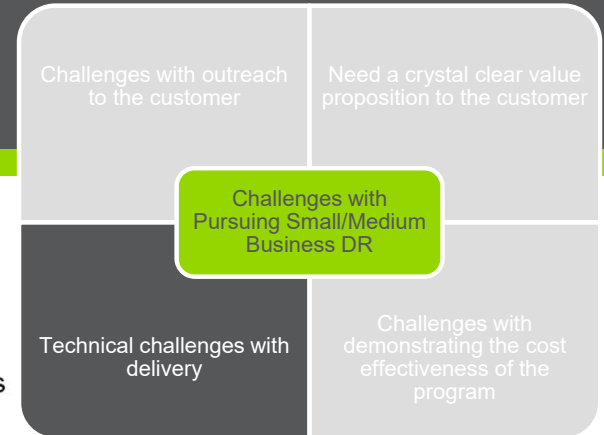 Challenges with outreach
to the customer
Need a crystal clear value
proposition to the customer
Challenges with
Pursuing Small/Medium
Business DR
Technical challenges with
delivery
Challenges with
demonstrating the cost
effectiveness of the
program
s